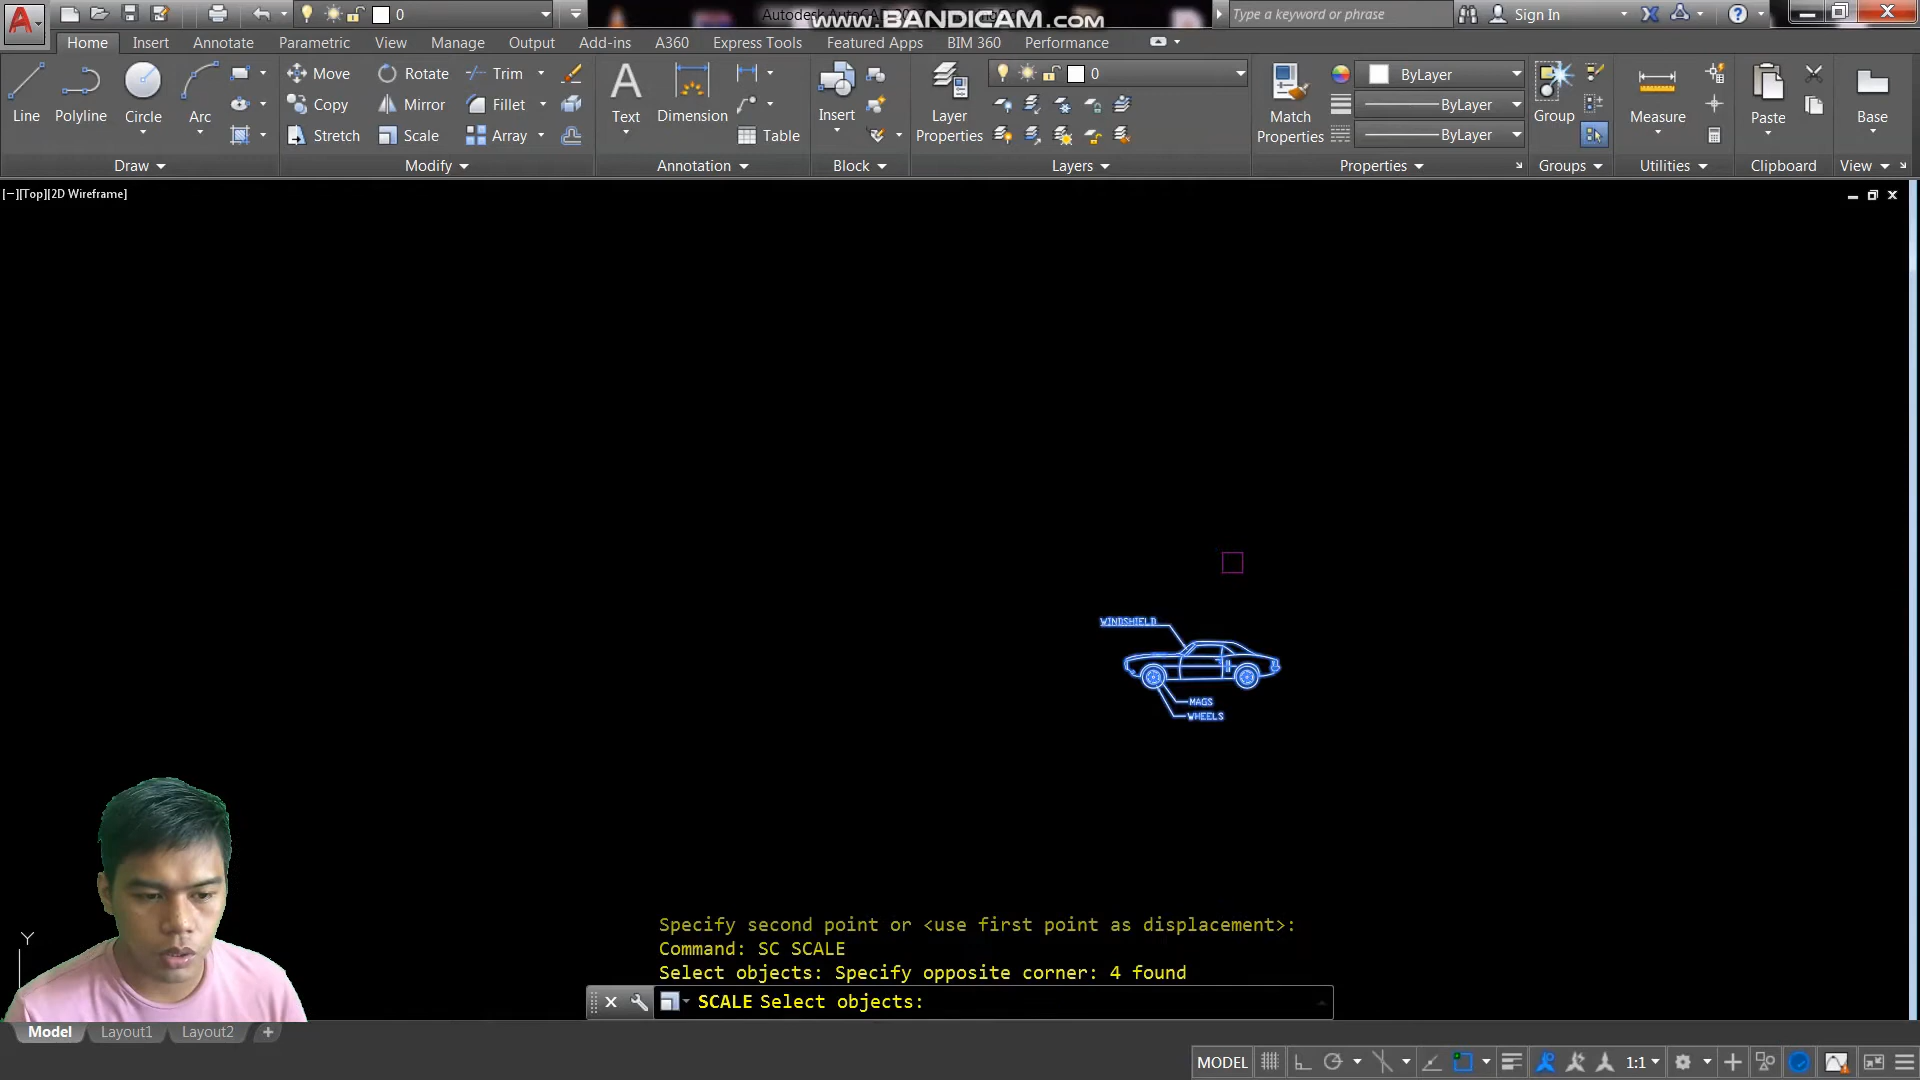 0
Autodesk AutoCAD
www.BANDICAM.com
Type a keyword or phrase
Sign In
Home Insert Annotate Parametric View Manage Output Add-ins A360 Express Tools Featured Apps BIM 360 Performance
Line Polyline Circle Arc
Move Rotate Trim
Copy Mirror Fillet
Stretch Scale Array
Text Dimension Table
Insert
Layer Properties
0
Match Properties
ByLayer
ByLayer
ByLayer
Group
Measure
Paste
Base
Draw Modify Annotation Block Layers Properties Groups Utilities Clipboard View
[−][Top][2D Wireframe]
WINDSHIELD
MAGS
WHEELS
Y
Specify second point or <use first point as displacement>:
Command: SC SCALE
Select objects: Specify opposite corner: 4 found
SCALE Select objects:
Model Layout1 Layout2 +
MODEL 1:1